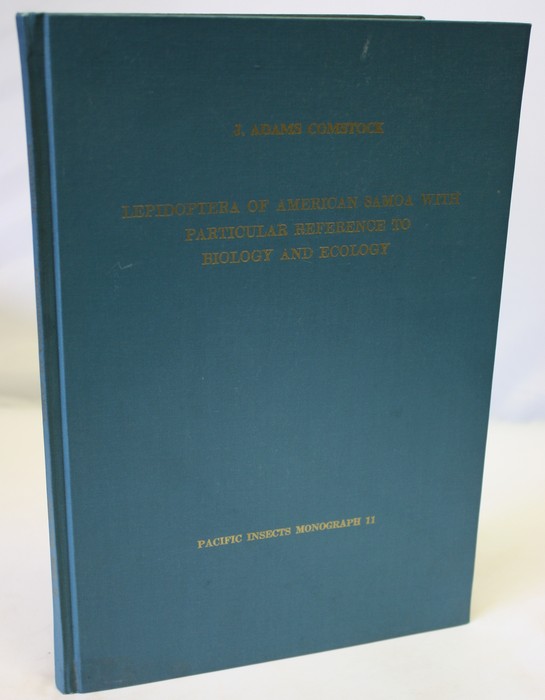 J. ADAMS COMSTOCK
LEPIDOPTERA OF AMERICAN SAMOA WITH
PARTICULAR REFERENCE TO
BIOLOGY AND ECOLOGY
PACIFIC INSECTS MONOGRAPH 11